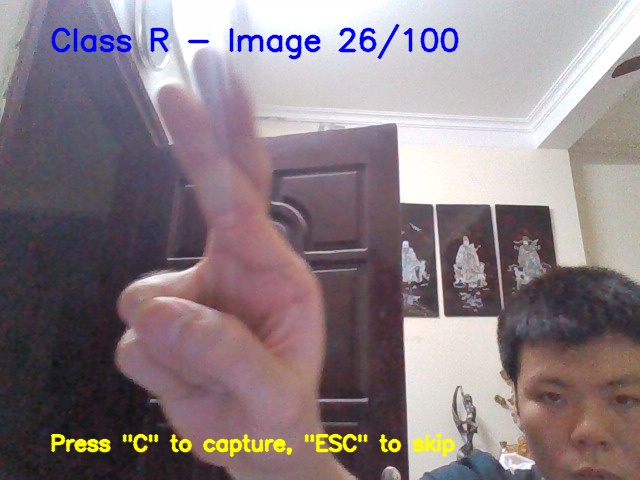 Class R - Image 26/100
Press "C" to capture, "ESC" to skip